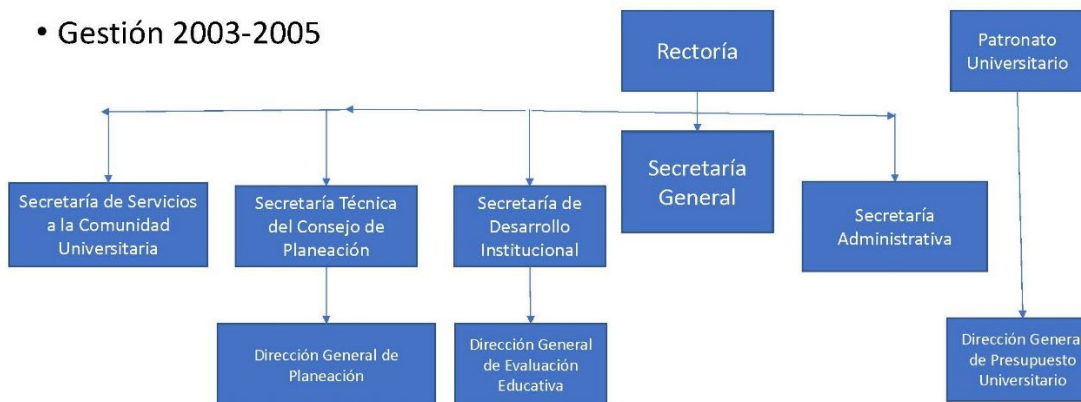 • Gestión 2003-2005
Rectoría
Patronato
Universitario
Secretaría de Servicios
a la Comunidad
Universitaria
Secretaría Técnica
del Consejo de
Planeación
Secretaría de
Desarrollo
Institucional
Secretaría
General
Secretaría
Administrativa
Dirección General de
Planeación
Dirección General
de Evaluación
Educativa
Dirección General
de Presupuesto
Universitario